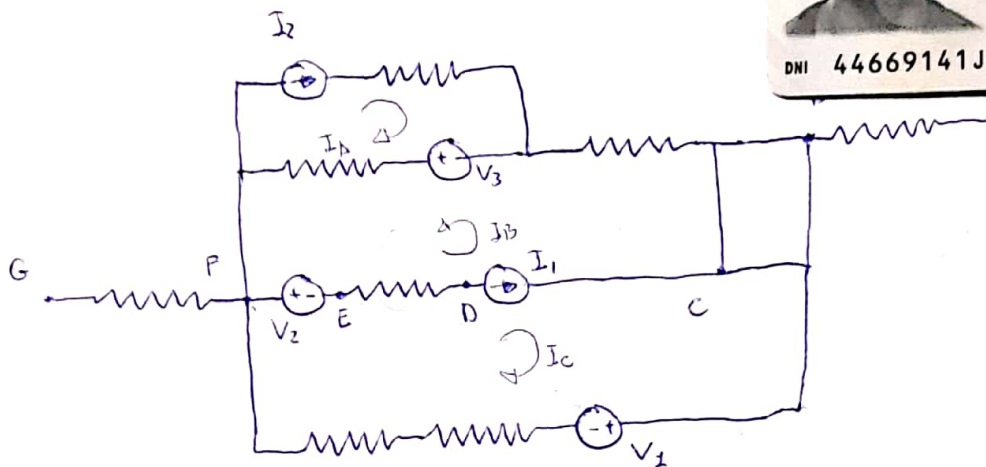 I2
DNI 44669141J
IA
+
V3
IB
G
P
+ -
I1
V2
E
D
C
IC
- +
V1